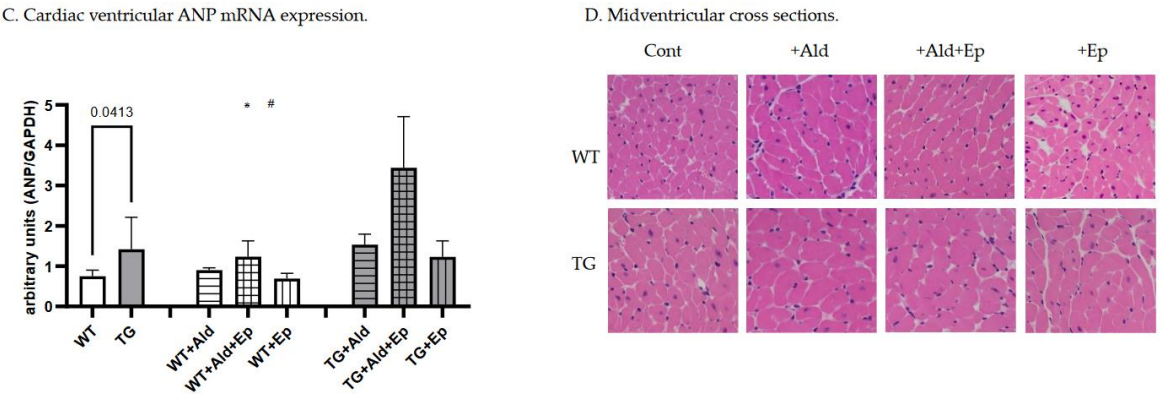 C. Cardiac ventricular ANP mRNA expression.
D. Midventricular cross sections.
Cont +Ald +Ald+Ep +Ep
WT
TG
arbitrary units (ANP/GAPDH)
5
4
3
2
1
0
0.0413
* #
WT TG WT+Ald WT+Ald+Ep WT+Ep TG+Ald TG+Ald+Ep TG+Ep